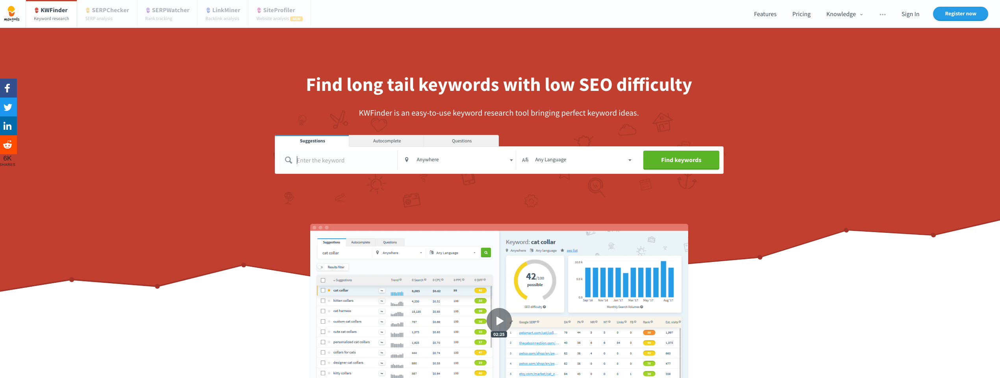 mangools
KWFinder
Keyword research
SERPChecker
SERP analysis
SERPWatcher
Rank tracking
LinkMiner
Backlink analysis
SiteProfiler
Website analysis NEW
Features Pricing Knowledge ••• Sign In Register now
6K
SHARES
Find long tail keywords with low SEO difficulty
KWFinder is an easy-to-use keyword research tool bringing perfect keyword ideas.
Suggestions Autocomplete Questions
Enter the keyword Anywhere Aあ Any Language Find keywords
Suggestions Autocomplete Questions
cat collar Anywhere Any Language
Results filter
Suggestions Trend Search CPC PPC DIFF
cat collar 8,085 $0.62 99 42
kitten collars 4,350 $0.52 100 32
cat harness 18,150 $0.65 100 36
custom cat collars 767 $0.69 100 26
cute cat collars 1,073 $0.63 100 33
personalized cat collars 1,625 $0.70 100 27
collars for cats 444 $0.74 100 47
designer cat collars 880 $0.55 100 25
kitty collars 587 $0.64 100 40
02:25
Keyword: cat collar
Anywhere Any language seo list
42/100
possible
SEO difficulty
10.0 k
5.0 k
0.0
Sep '16 Nov '16 Jan '17 Mar '17 May '17 Aug '17
Monthly Search Volumes
Google SERP DA PA MR MT Links FB Rank Est. visits
1 petsmart.com/cat/coll... 76 44 5 5 0 0 59 1,997
2 thecatconnection.com/... 40 36 6 6 54 0 49 1,075
3 petco.com/shop/en/pe... 82 38 4 0 0 0 42 663
4 petco.com/shop/en/pe... 82 38 0 0 0 0 31 477
5 etsy.com/market/cat_c... 94 45 0 0 0 1 36 356